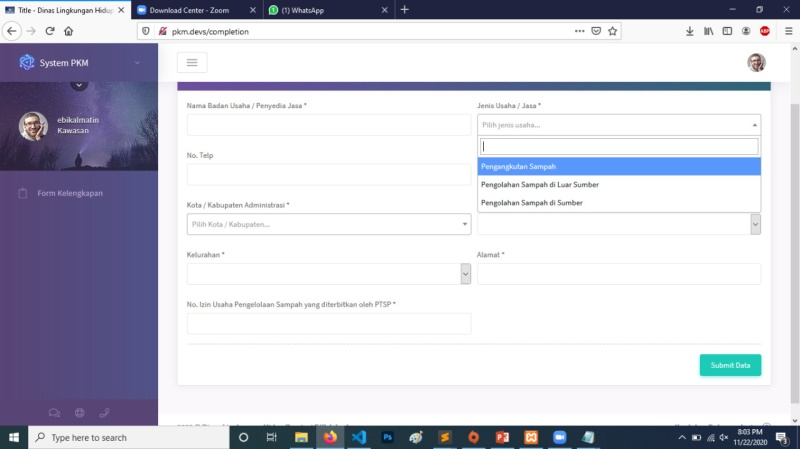 Title - Dinas Lingkungan Hidup
Download Center - Zoom
(1) WhatsApp
pkm.devs/completion
ABP
System PKM
ebikalmatin
Kawasan
Form Kelengkapan
Nama Badan Usaha / Penyedia Jasa *
Jenis Usaha / Jasa *
Pilih jenis usaha...
Pengangkutan Sampah
Pengolahan Sampah di Luar Sumber
Pengolahan Sampah di Sumber
No. Telp
Kota / Kabupaten Administrasi *
Pilih Kota / Kabupaten...
Kelurahan *
Alamat *
No. Izin Usaha Pengelolaan Sampah yang diterbitkan oleh PTSP *
Submit Data
Type here to search
8:03 PM
11/22/2020